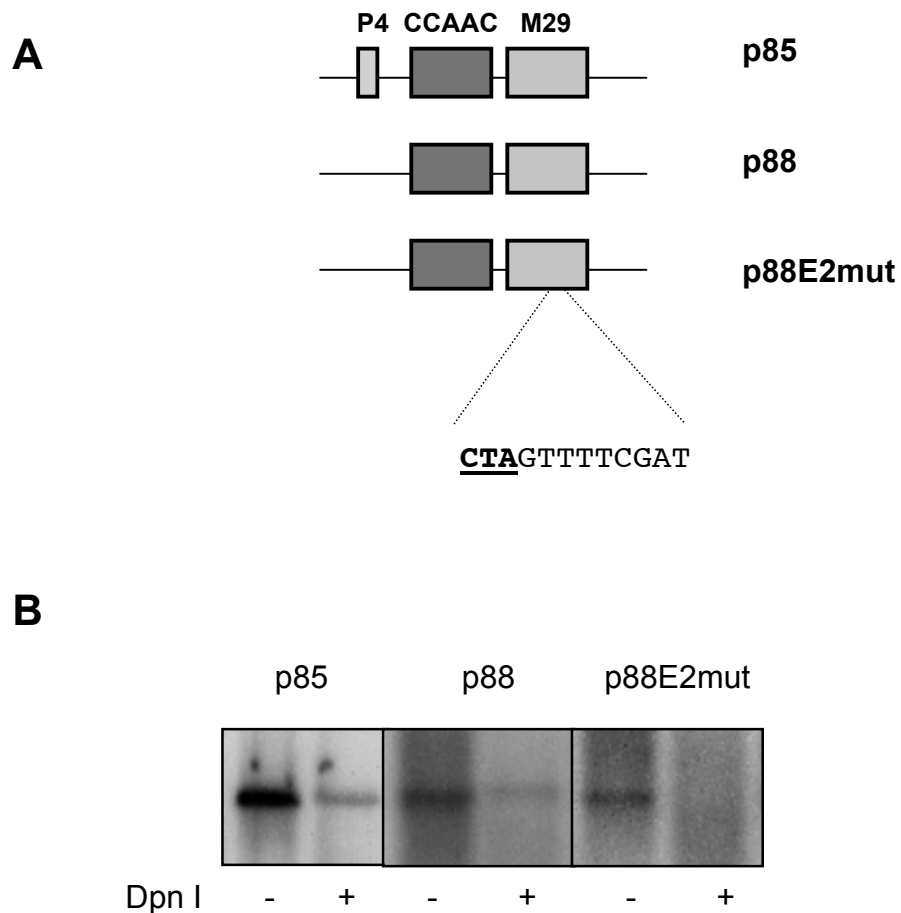 A
P4 CCAAC M29
p85
p88
p88E2mut
CTAGTTTTCGAT
B
p85 p88 p88E2mut
Dpn I - + - + - +